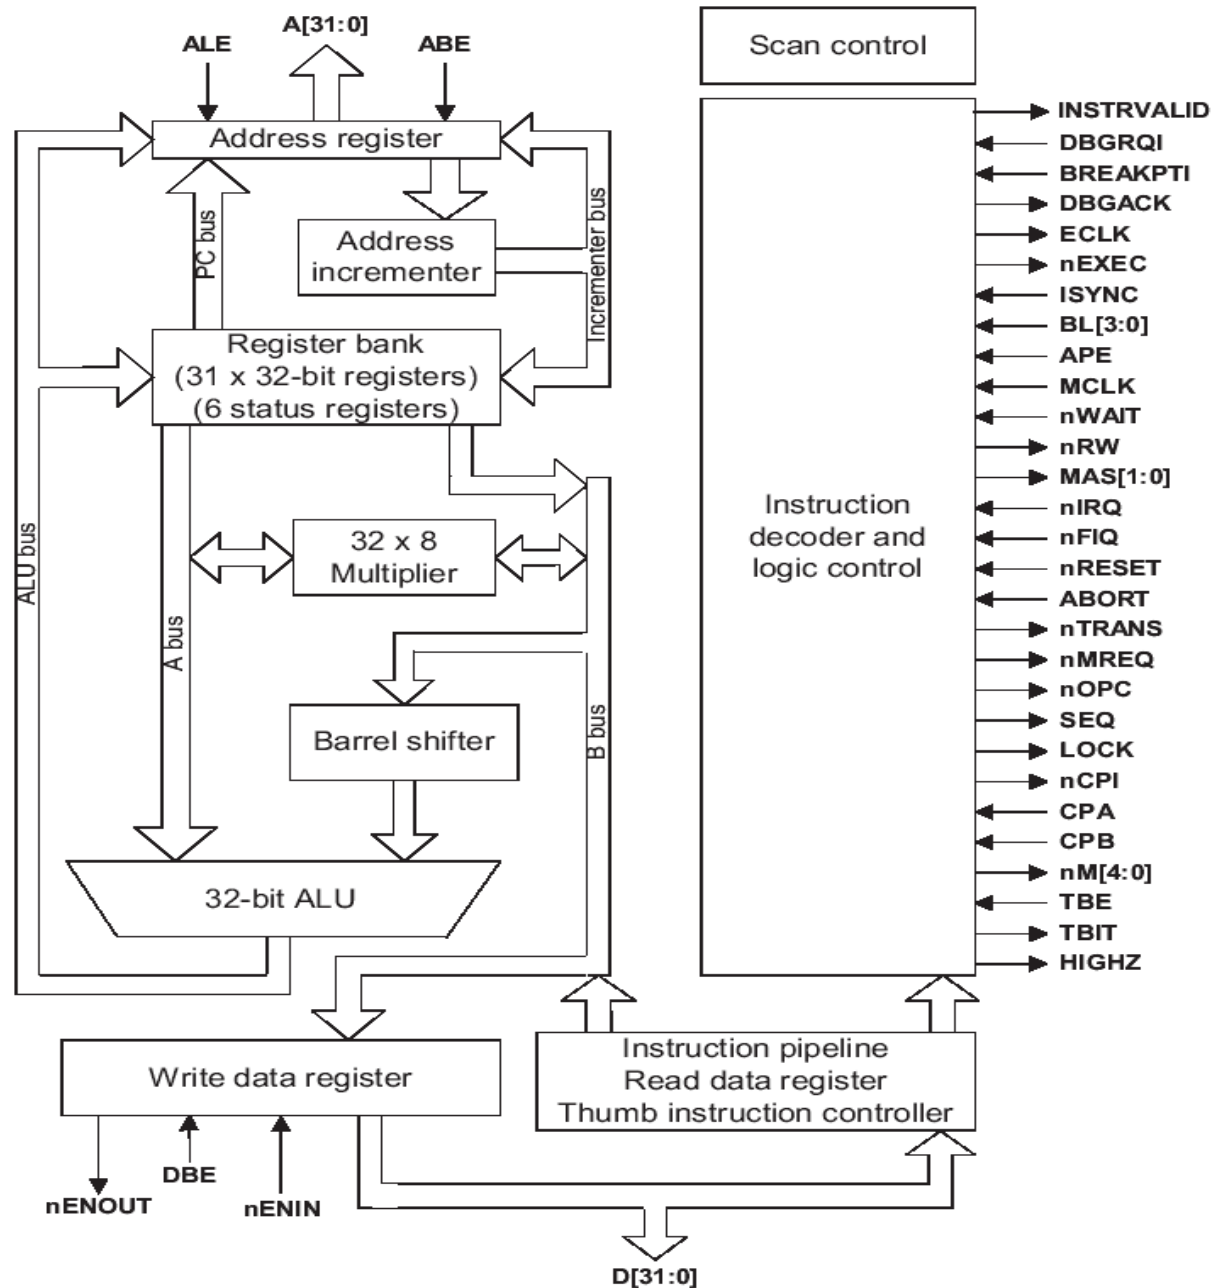 A[31:0]
ALE
ABE
Scan control
Address register
INSTRVALID
DBGRQI
BREAKPTI
DBGACK
ECLK
nEXEC
ISYNC
BL[3:0]
APE
MCLK
nWAIT
nRW
MAS[1:0]
nIRQ
nFIQ
nRESET
ABORT
nTRANS
nMREQ
nOPC
SEQ
LOCK
nCPI
CPA
CPB
nM[4:0]
TBE
TBIT
HIGHZ
PC bus
Address
incrementer
Incrementer bus
Register bank
(31 x 32-bit registers)
(6 status registers)
Instruction
decoder and
logic control
ALU bus
A bus
32 x 8
Multiplier
B bus
Barrel shifter
32-bit ALU
Write data register
Instruction pipeline
Read data register
Thumb instruction controller
nENOUT
DBE
nENIN
D[31:0]